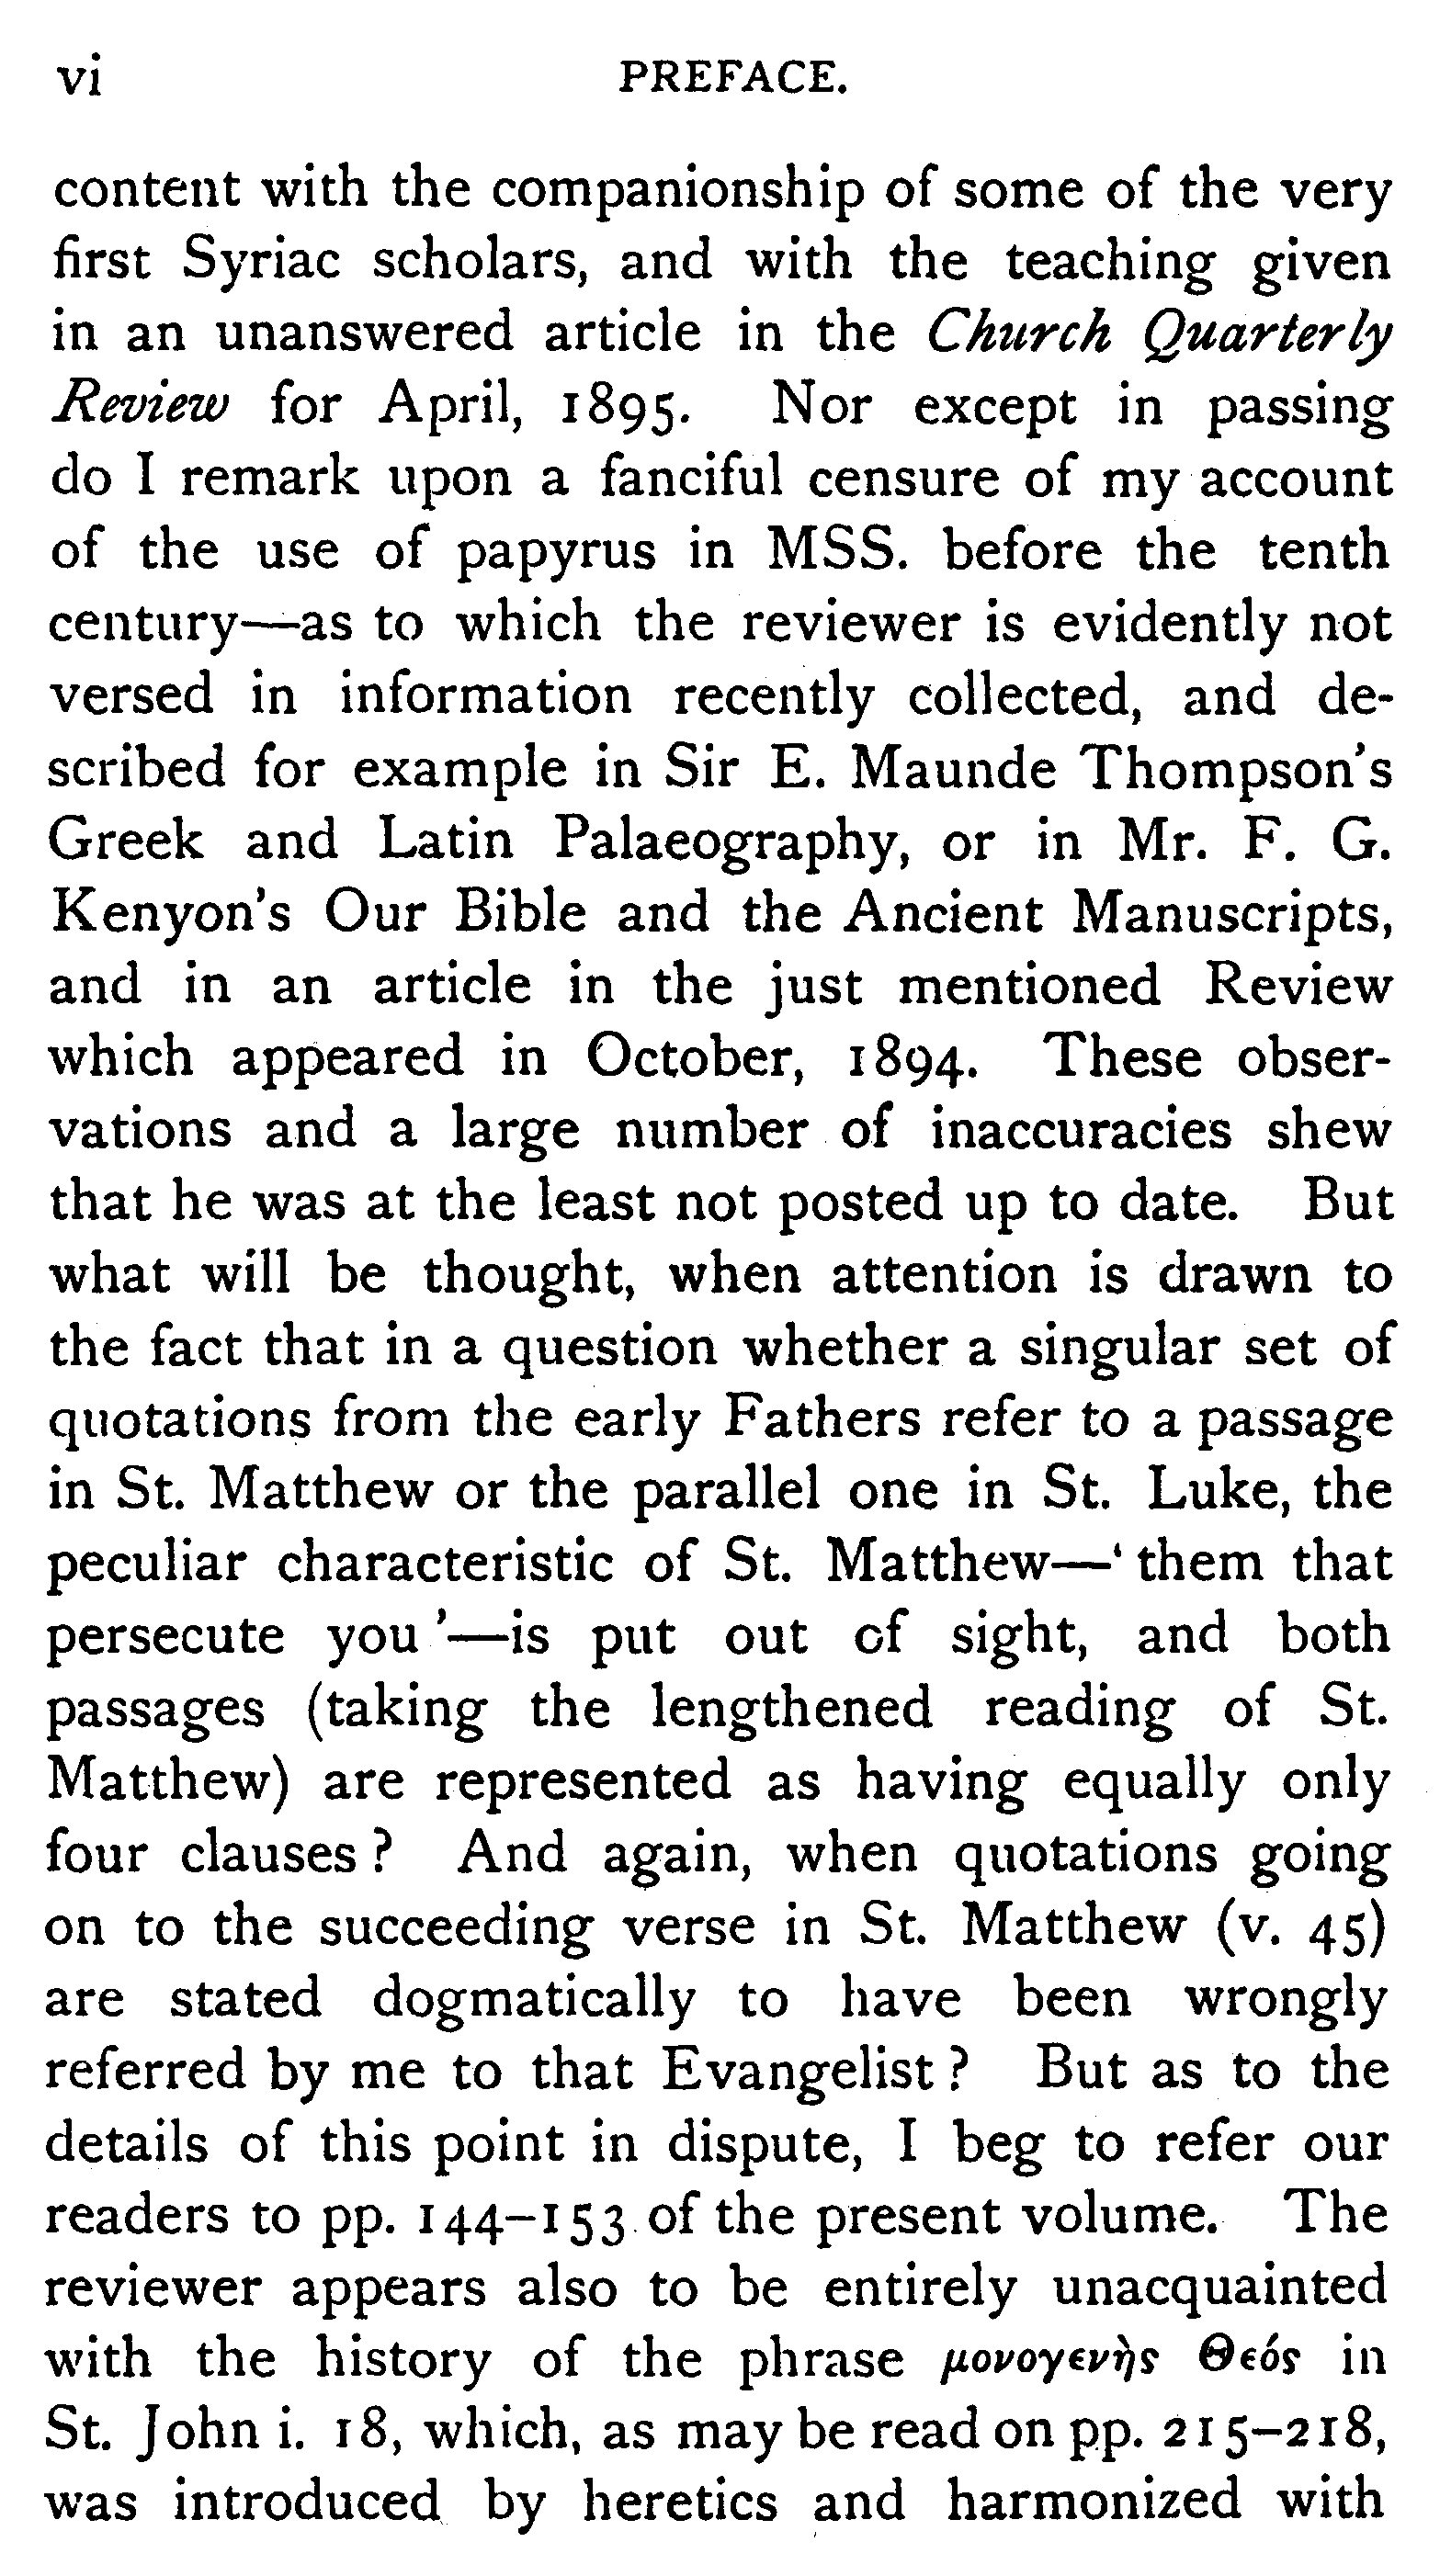 vi PREFACE.
content with the companionship of some of the very
first Syriac scholars, and with the teaching given
in an unanswered article in the Church Quarterly
Review for April, 1895. Nor except in passing
do I remark upon a fanciful censure of my account
of the use of papyrus in MSS. before the tenth
century—as to which the reviewer is evidently not
versed in information recently collected, and de-
scribed for example in Sir E. Maunde Thompson's
Greek and Latin Palaeography, or in Mr. F. G.
Kenyon's Our Bible and the Ancient Manuscripts,
and in an article in the just mentioned Review
which appeared in October, 1894. These obser-
vations and a large number of inaccuracies shew
that he was at the least not posted up to date. But
what will be thought, when attention is drawn to
the fact that in a question whether a singular set of
quotations from the early Fathers refer to a passage
in St. Matthew or the parallel one in St. Luke, the
peculiar characteristic of St. Matthew—‘them that
persecute you’—is put out of sight, and both
passages (taking the lengthened reading of St.
Matthew) are represented as having equally only
four clauses? And again, when quotations going
on to the succeeding verse in St. Matthew (v. 45)
are stated dogmatically to have been wrongly
referred by me to that Evangelist? But as to the
details of this point in dispute, I beg to refer our
readers to pp. 144–153 of the present volume. The
reviewer appears also to be entirely unacquainted
with the history of the phrase μονογενὴς Θεός in
St. John i. 18, which, as may be read on pp. 215–218,
was introduced by heretics and harmonized with